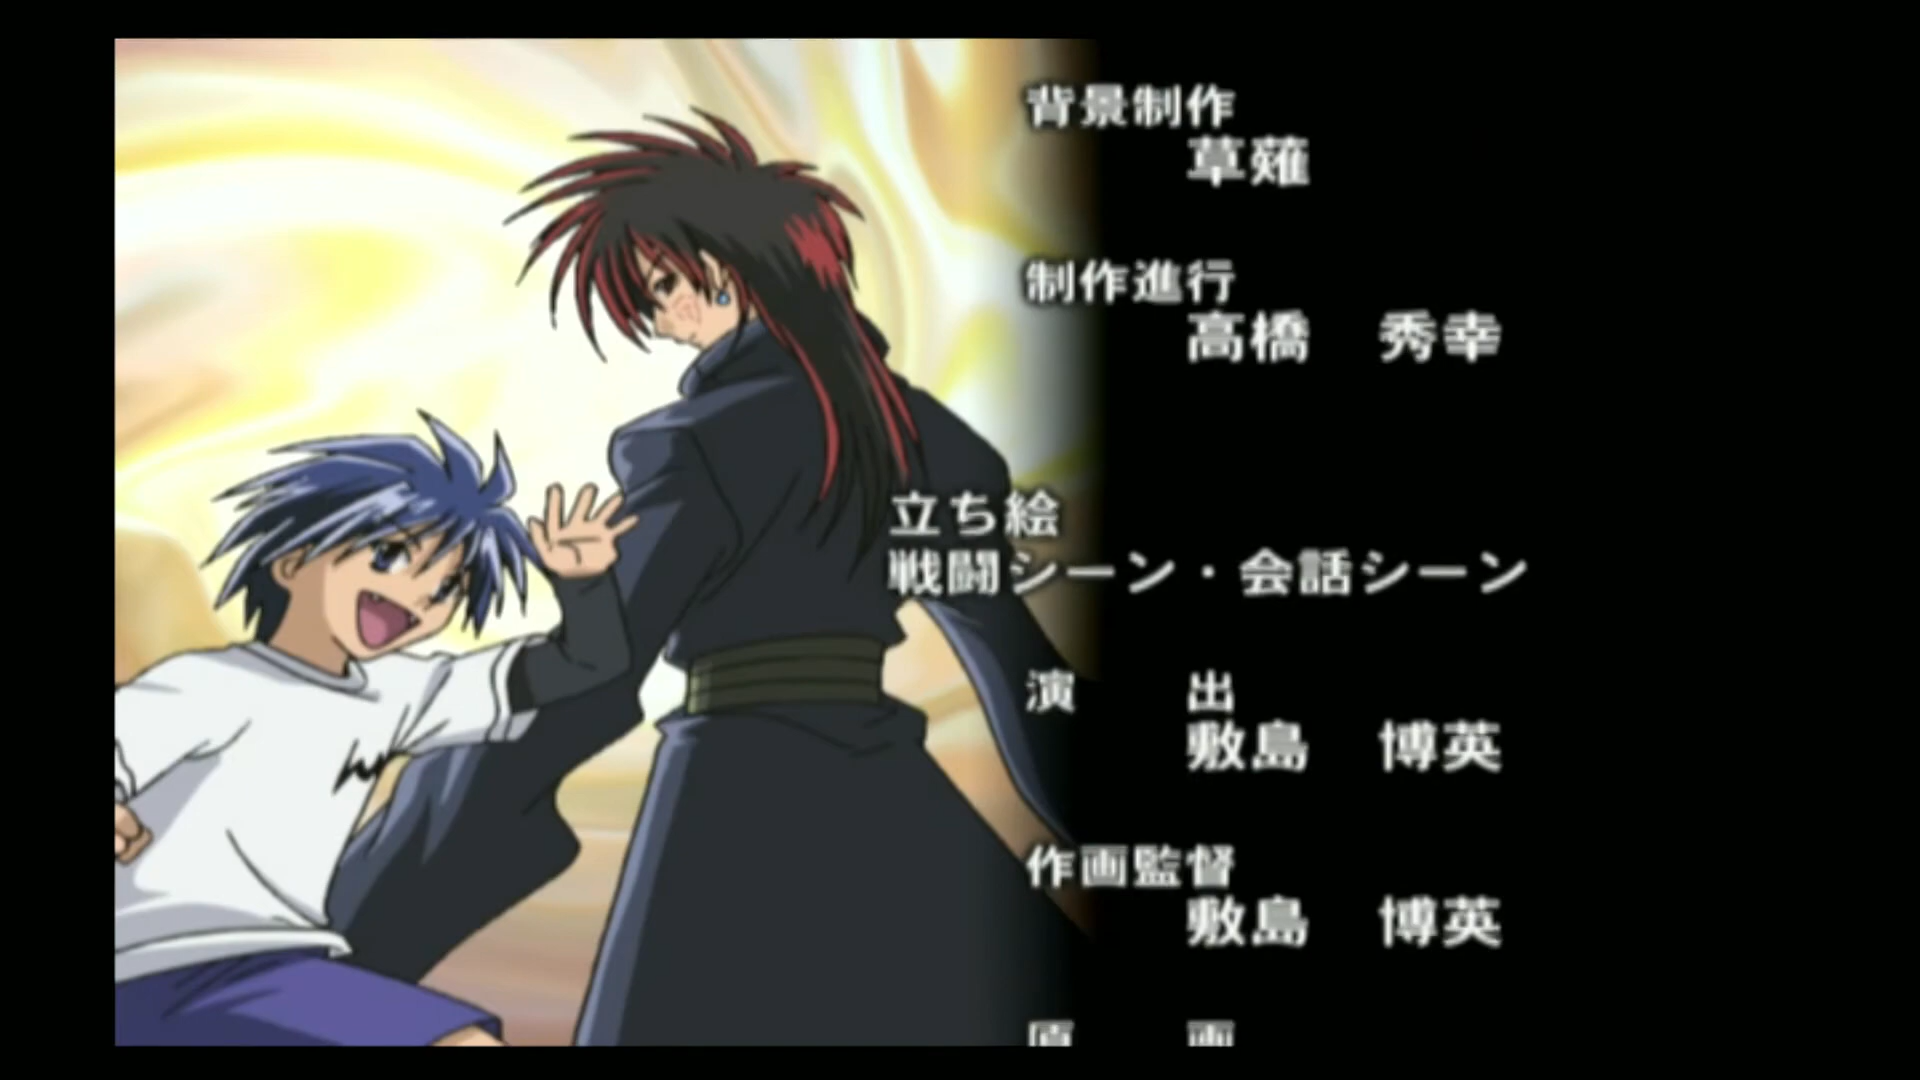 背景制作
草薙
制作進行
高橋　秀幸
立ち絵
戦闘シーン・会話シーン
演　出
敷島　博英
作画監督
敷島　博英
原　画